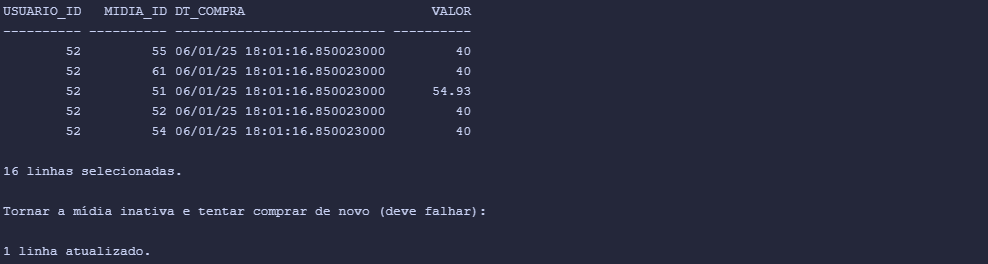 USUARIO_ID   MIDIA_ID DT_COMPRA                       VALOR
---------- ---------- --------------------------- ----------
        52         55 06/01/25 18:01:16.850023000         40
        52         61 06/01/25 18:01:16.850023000         40
        52         51 06/01/25 18:01:16.850023000      54.93
        52         52 06/01/25 18:01:16.850023000         40
        52         54 06/01/25 18:01:16.850023000         40
16 linhas selecionadas.
Tornar a mídia inativa e tentar comprar de novo (deve falhar):
1 linha atualizado.